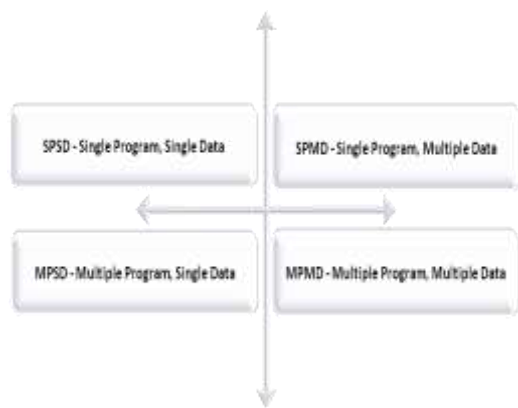 SPSD - Single Program, Single Data
SPMD - Single Program, Multiple Data
MPSD - Multiple Program, Single Data
MPMD - Multiple Program, Multiple Data